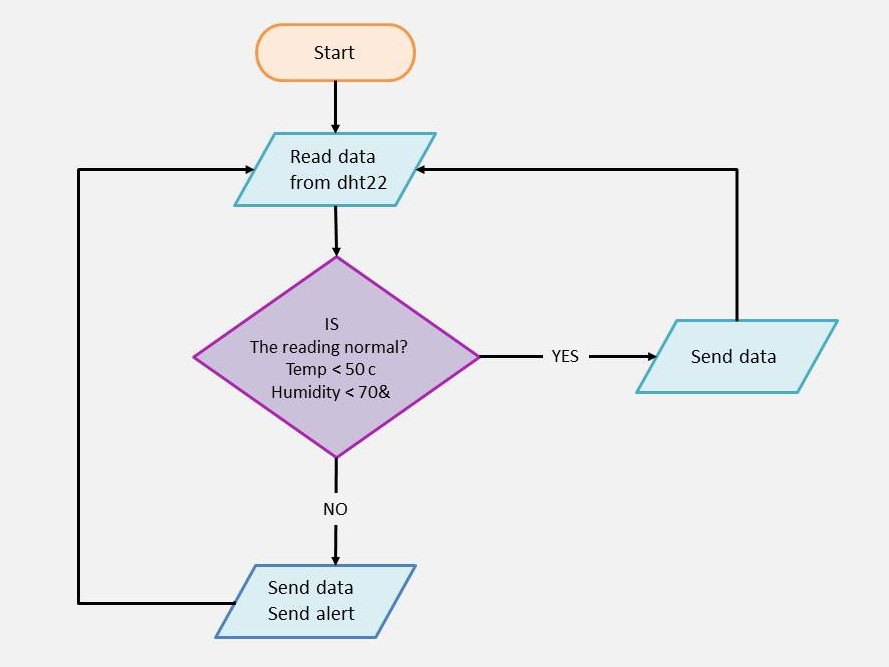 Start
Read data
from dht22
IS
The reading normal?
Temp < 50 c
Humidity < 70&
YES
Send data
NO
Send data
Send alert